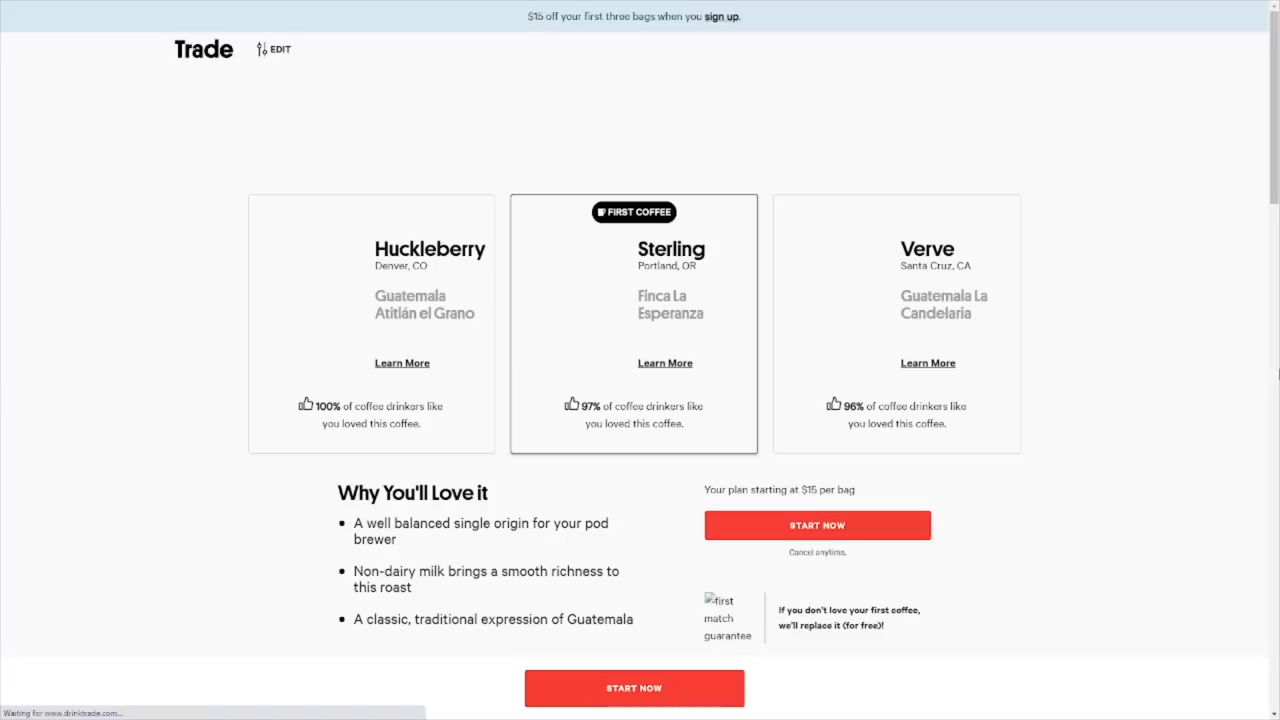 $15 off your first three bags when you sign up.
Trade
EDIT
Huckleberry
Denver, CO
Guatemala
Atitlán el Grano
Learn More
100% of coffee drinkers like
you loved this coffee.
FIRST COFFEE
Sterling
Portland, OR
Finca La
Esperanza
Learn More
97% of coffee drinkers like
you loved this coffee.
Verve
Santa Cruz, CA
Guatemala La
Candelaria
Learn More
96% of coffee drinkers like
you loved this coffee.
Why You'll Love it
• A well balanced single origin for your pod
brewer
• Non-dairy milk brings a smooth richness to
this roast
• A classic, traditional expression of Guatemala
Your plan starting at $15 per bag
START NOW
Cancel anytime.
first
match
guarantee
If you don't love your first coffee,
we'll replace it (for free)!
START NOW
Waiting for www.drinktrade.com...